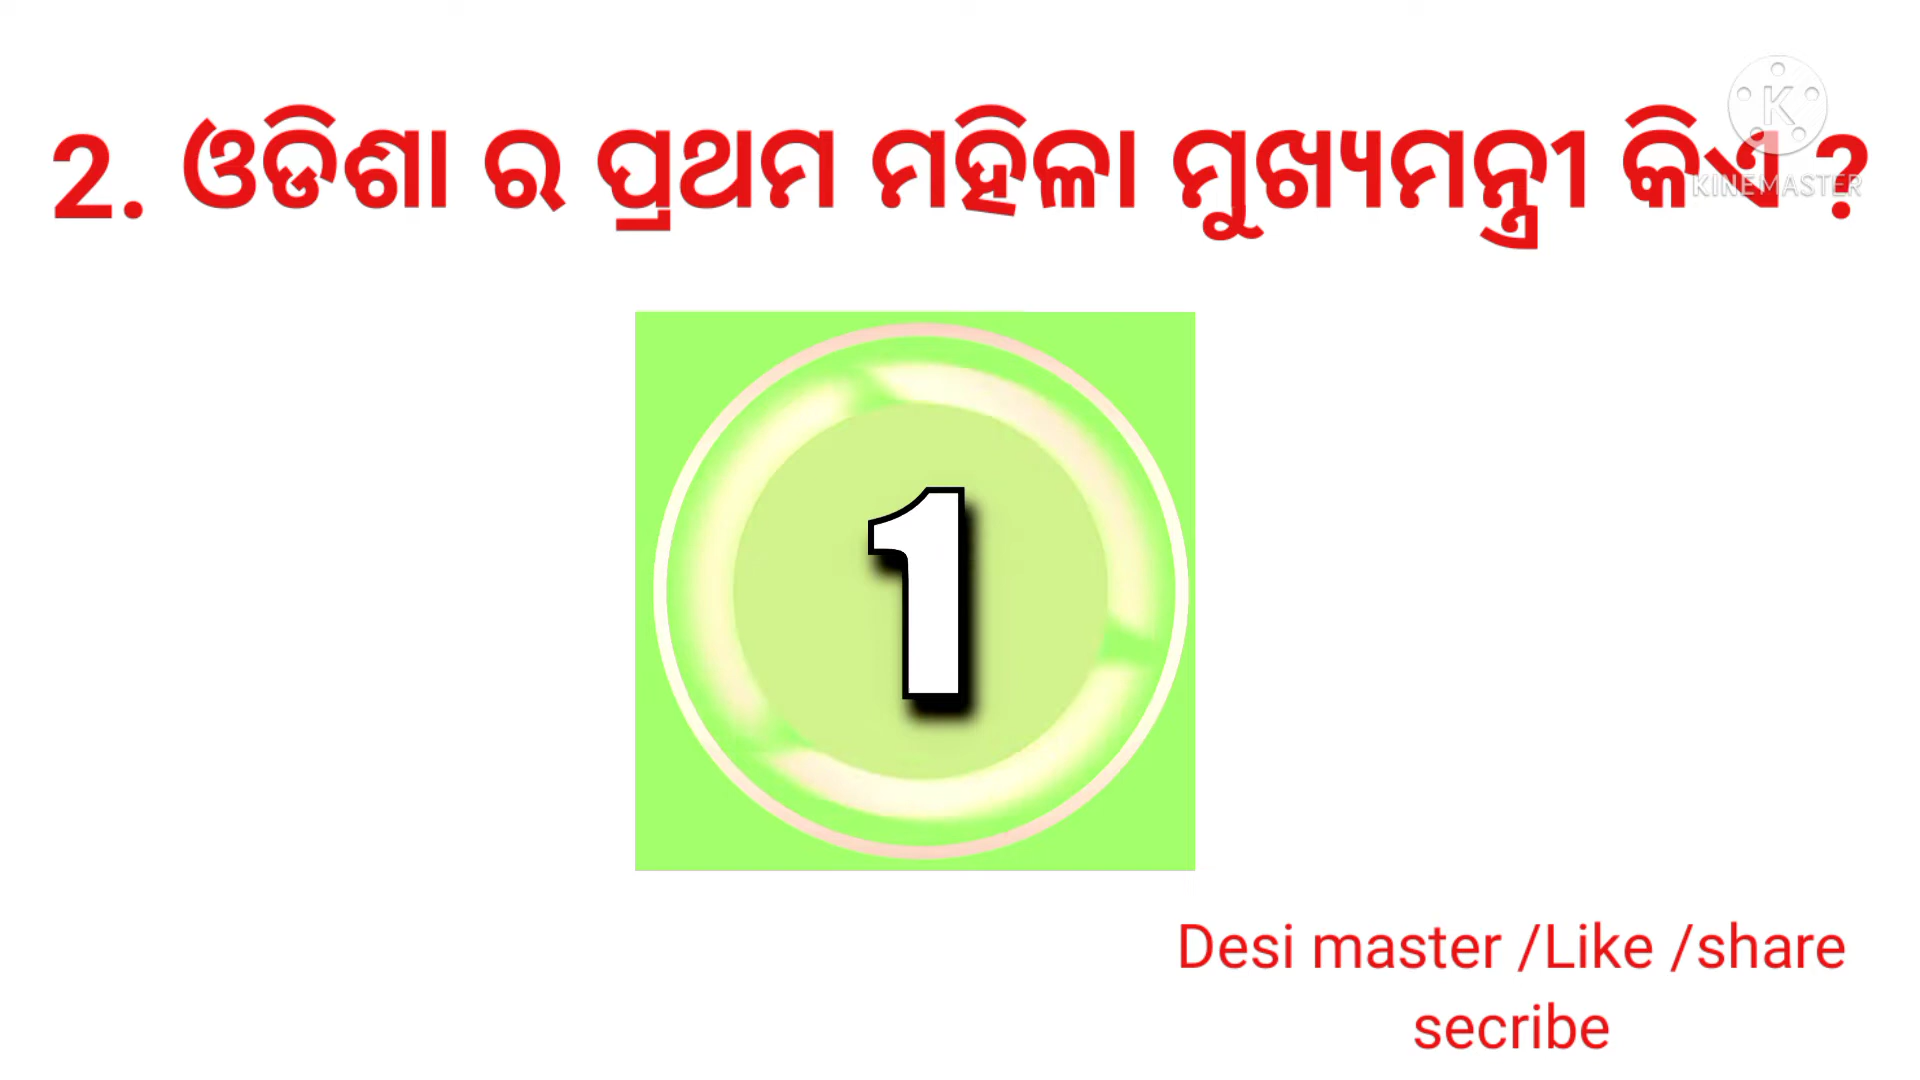 2. ଓଡିଶା ର ପ୍ରଥମ ମହିଳା ମୁଖ୍ୟମନ୍ତ୍ରୀ କିଏ ?
K
KINEMASTER
1
Desi master /Like /share
secribe